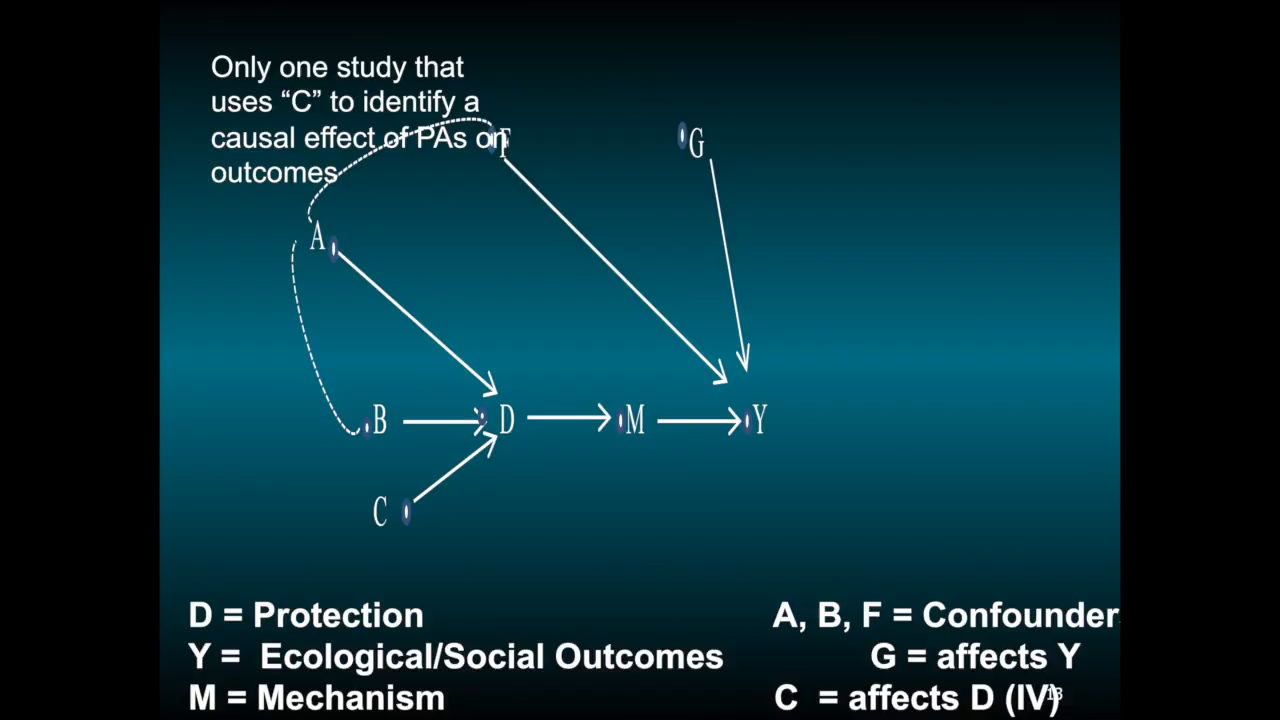 Only one study that
uses “C” to identify a
causal effect of PAs on
outcomes
F
G
A
B
D
M
Y
C
D = Protection
Y = Ecological/Social Outcomes
M = Mechanism
A, B, F = Confounder
G = affects Y
C = affects D (IV)
13